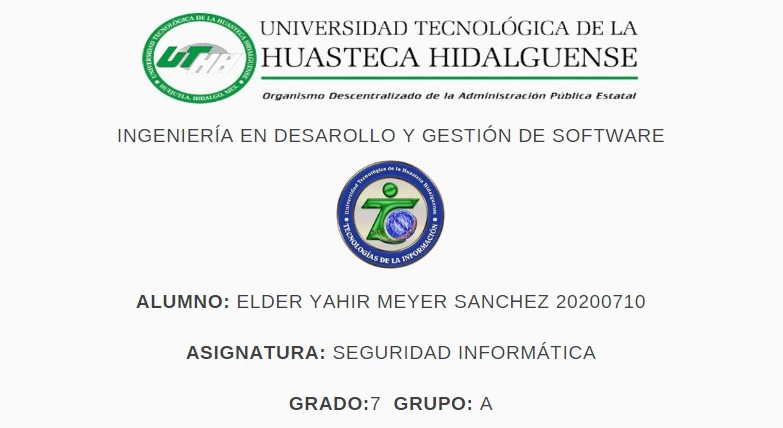 UNIVERSIDAD TECNOLÓGICA DE LA HUASTECA HIDALGUENSE
UTHH
HUEJUTLA, HIDALGO, MEX.
UNIVERSIDAD TECNOLÓGICA DE LA
HUASTECA HIDALGUENSE
Organismo Descentralizado de la Administración Pública Estatal
INGENIERÍA EN DESAROLLO Y GESTIÓN DE SOFTWARE
Universidad Tecnológica de la Huasteca Hidalguense
TECNOLOGÍAS DE LA INFORMACIÓN
ALUMNO: ELDER YAHIR MEYER SANCHEZ 20200710
ASIGNATURA: SEGURIDAD INFORMÁTICA
GRADO:7 GRUPO: A